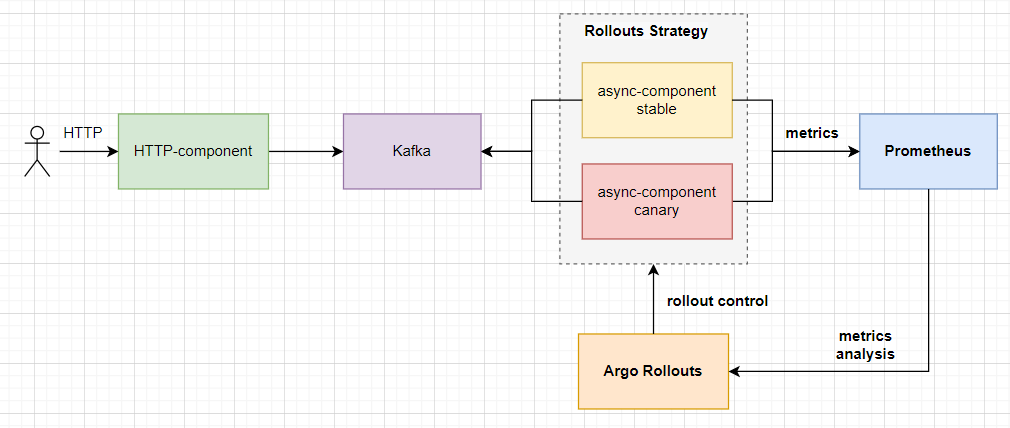 Rollouts Strategy
HTTP
HTTP-component
Kafka
async-component
stable
async-component
canary
metrics
Prometheus
rollout control
metrics
analysis
Argo Rollouts